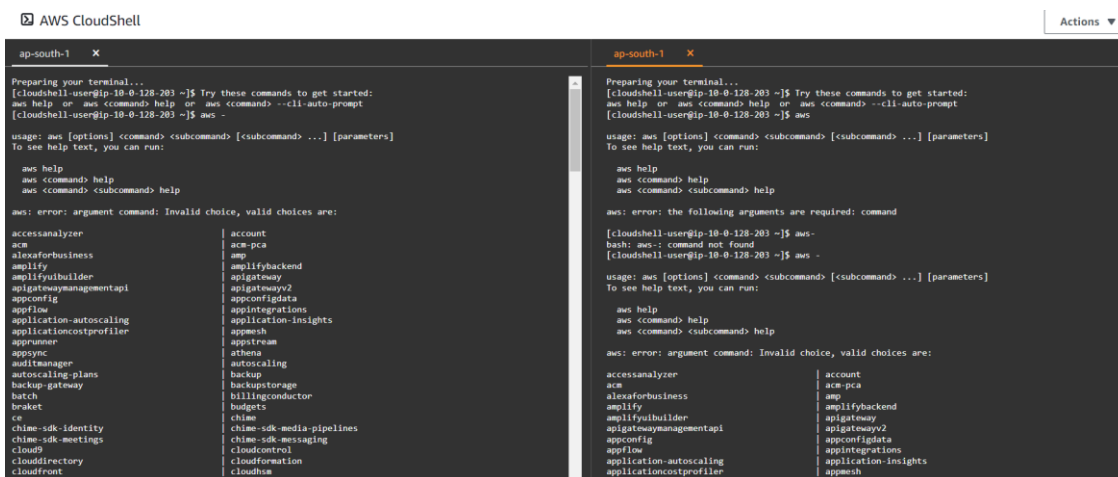 AWS CloudShell
Actions ▼
ap-south-1 ×
Preparing your terminal...
[cloudshell-user@ip-10-0-128-203 ~]$ Try these commands to get started:
aws help or aws <command> help or aws <command> --cli-auto-prompt
[cloudshell-user@ip-10-0-128-203 ~]$ aws -
usage: aws [options] <command> <subcommand> [<subcommand> ...] [parameters]
To see help text, you can run:
aws help
aws <command> help
aws <command> <subcommand> help
aws: error: argument command: Invalid choice, valid choices are:
accessanalyzer | account
acm | acm-pca
alexaforbusiness | amp
amplify | amplifybackend
amplifyuibuilder | apigateway
apigatewaymanagementapi | apigatewayv2
appconfig | appconfigdata
appflow | appintegrations
application-autoscaling | application-insights
applicationcostprofiler | appmesh
apprunner | appstream
appsync | athena
auditmanager | autoscaling
autoscaling-plans | backup
backup-gateway | backupstorage
batch | billingconductor
braket | budgets
ce | chime
chime-sdk-identity | chime-sdk-media-pipelines
chime-sdk-meetings | chime-sdk-messaging
cloud9 | cloudcontrol
clouddirectory | cloudformation
cloudfront | cloudhsm
ap-south-1 ×
Preparing your terminal...
[cloudshell-user@ip-10-0-128-203 ~]$ Try these commands to get started:
aws help or aws <command> help or aws <command> --cli-auto-prompt
[cloudshell-user@ip-10-0-128-203 ~]$ aws
usage: aws [options] <command> <subcommand> [<subcommand> ...] [parameters]
To see help text, you can run:
aws help
aws <command> help
aws <command> <subcommand> help
aws: error: the following arguments are required: command
[cloudshell-user@ip-10-0-128-203 ~]$ aws-
bash: aws-: command not found
[cloudshell-user@ip-10-0-128-203 ~]$ aws -
usage: aws [options] <command> <subcommand> [<subcommand> ...] [parameters]
To see help text, you can run:
aws help
aws <command> help
aws <command> <subcommand> help
aws: error: argument command: Invalid choice, valid choices are:
accessanalyzer | account
acm | acm-pca
alexaforbusiness | amp
amplify | amplifybackend
amplifyuibuilder | apigateway
apigatewaymanagementapi | apigatewayv2
appconfig | appconfigdata
appflow | appintegrations
application-autoscaling | application-insights
applicationcostprofiler | appmesh